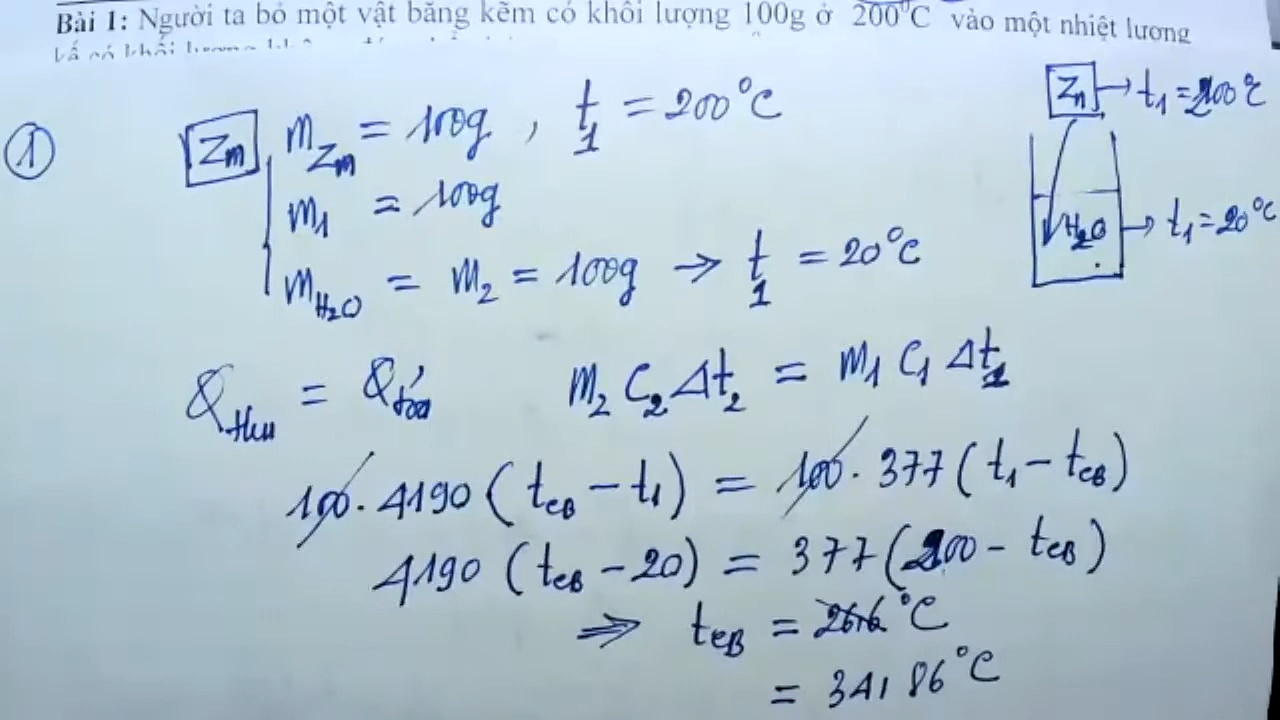 Bài 1: Người ta bỏ một vật bằng kẽm có khối lượng 100g ở 200°C vào một nhiệt lượng
① Zn m_Zn = 100g , t_1 = 200°C
m_1 = 100g
m_H₂O = m_2 = 100g → t_1 = 20°C
Zn → t_1 = 200°C
H₂O → t_1 = 20°C
Q_thu = Q_tỏa m_2 C_2 Δt_2 = m_1 C_1 Δt_1
100. 4190 (t_CB − t_1) = 100. 377 (t_1 − t_CB)
4190 (t_CB − 20) = 377 (200 − t_CB)
⇒ t_CB = 26,6 °C
= 34,86 °C